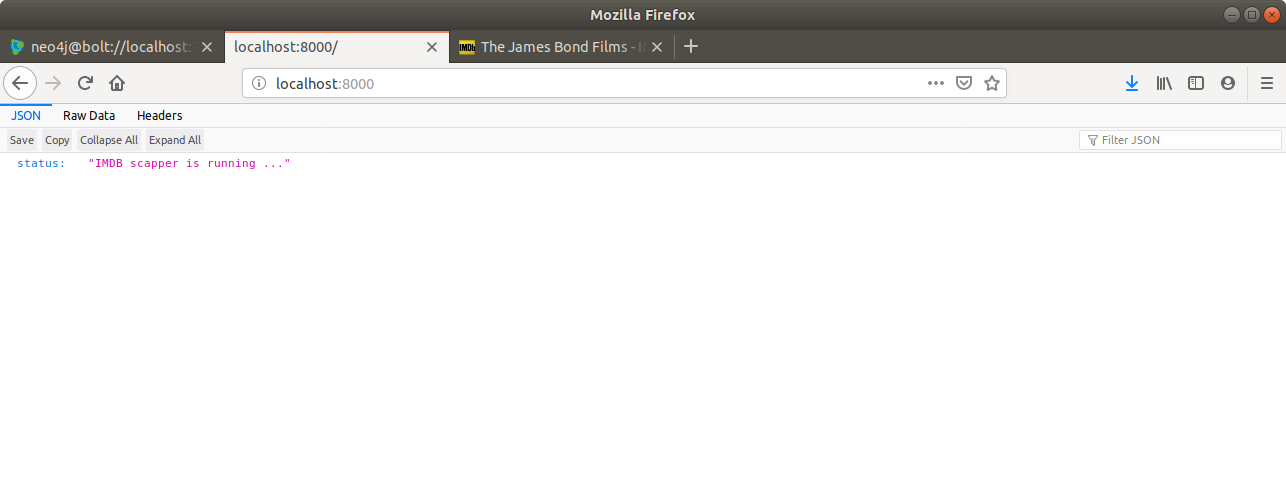 Mozilla Firefox
neo4j@bolt://localhost:
localhost:8000/
IMDb The James Bond Films - I
localhost:8000
JSON Raw Data Headers
Save Copy Collapse All Expand All Filter JSON
status: "IMDB scapper is running ..."